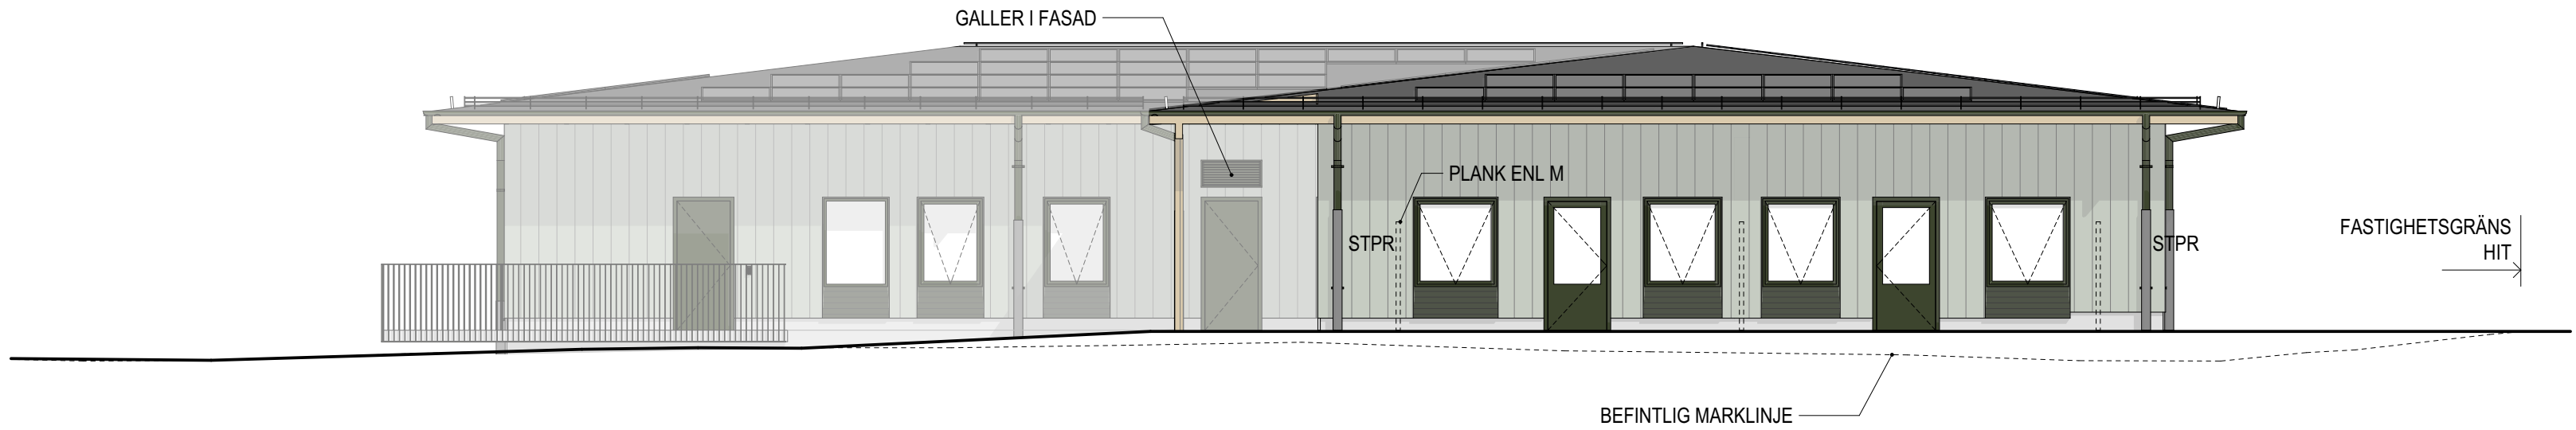 GALLER I FASAD
PLANK ENL M
STPR
STPR
FASTIGHETSGRÄNS
HIT
BEFINTLIG MARKLINJE